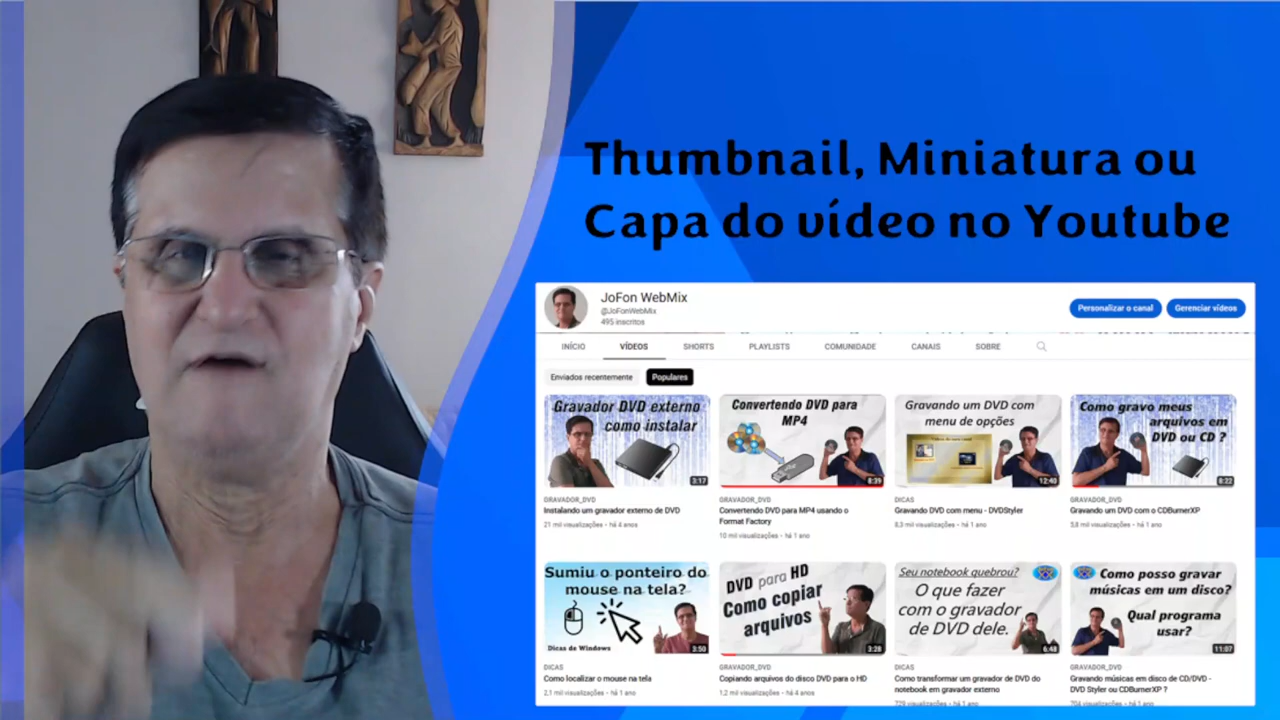 Thumbnail, Miniatura ou
Capa do vídeo no Youtube
JoFon WebMix
@JoFonWebMix
495 inscritos
Personalizar o canal
Gerenciar vídeos
INÍCIO
VÍDEOS
SHORTS
PLAYLISTS
COMUNIDADE
CANAIS
SOBRE
Enviados recentemente
Populares
Gravador DVD externo
como instalar
3:17
GRAVADOR_DVD
Instalando um gravador externo de DVD
21 mil visualizações • há 4 anos
Convertendo DVD para
MP4
8:39
GRAVADOR_DVD
Convertendo DVD para MP4 usando o
Format Factory
10 mil visualizações • há 1 ano
Gravando um DVD com
menu de opções
12:40
DICAS
Gravando DVD com menu - DVDStyler
8,3 mil visualizações • há 1 ano
Como gravo meus
arquivos em
DVD ou CD ?
8:22
GRAVADOR_DVD
Gravando um DVD com o CDBurnerXP
5,8 mil visualizações • há 1 ano
Sumiu o ponteiro do
mouse na tela?
Dicas de Windows
3:50
DICAS
Como localizar o mouse na tela
2,1 mil visualizações • há 1 ano
DVD para HD
Como copiar
arquivos
3:28
GRAVADOR_DVD
Copiando arquivos do disco DVD para o HD
1,2 mil visualizações • há 4 anos
Seu notebook quebrou?
O que fazer
com o gravador
de DVD dele.
6:48
DICAS
Como transformar um gravador de DVD do
notebook em gravador externo
729 visualizações • há 1 ano
Como posso gravar
músicas em um disco?
Qual programa
usar?
11:07
GRAVADOR_DVD
Gravando músicas em disco de CD/DVD -
DVD Styler ou CDBurnerXP ?
704 visualizações • há 1 ano